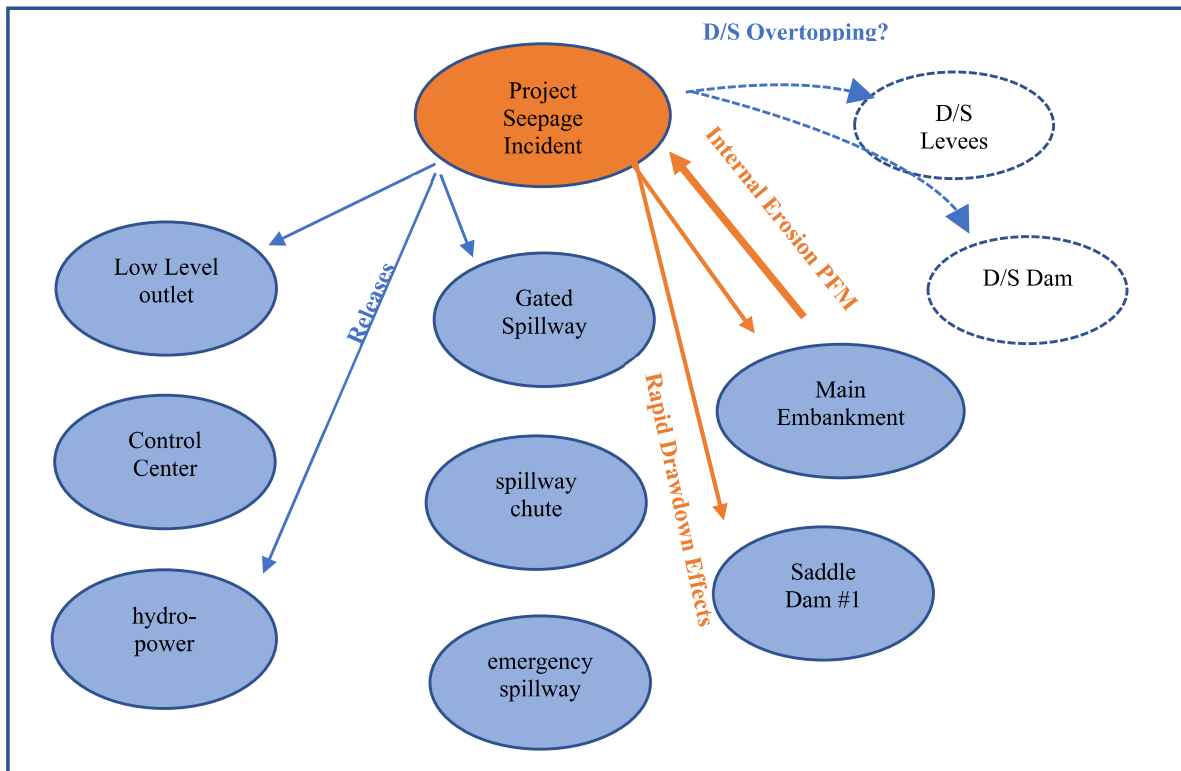 D/S Overtopping?
Project
Seepage
Incident
D/S
Levees
Internal Erosion PFM
Low Level
outlet
Releases
Gated
Spillway
D/S Dam
Main
Embankment
Rapid Drawdown Effects
Control
Center
spillway
chute
Saddle
Dam #1
hydro-
power
emergency
spillway